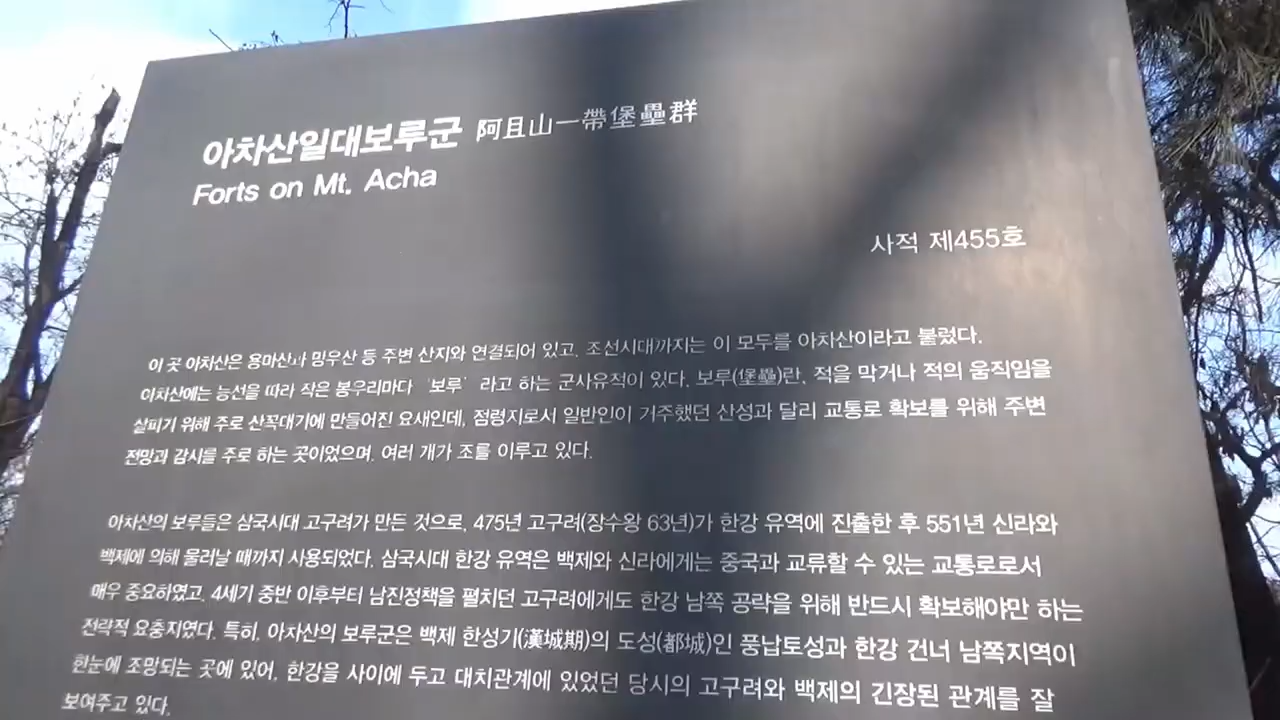 아차산일대보루군 阿且山一帶堡壘群
Forts on Mt. Acha
사적 제455호
이 곳 아차산은 용마산과 망우산 등 주변 산지와 연결되어 있고, 조선시대까지는 이 모두를 아차산이라고 불렀다.
아차산에는 능선을 따라 작은 봉우리마다 '보루' 라고 하는 군사유적이 있다. 보루(堡壘)란, 적을 막거나 적의 움직임을
살피기 위해 주로 산꼭대기에 만들어진 요새인데, 점령지로서 일반인이 거주했던 산성과 달리 교통로 확보를 위해 주변
전망과 감시를 주로 하는 곳이었으며, 여러 개가 조를 이루고 있다.
아차산의 보루들은 삼국시대 고구려가 만든 것으로, 475년 고구려(장수왕 63년)가 한강 유역에 진출한 후 551년 신라와
백제에 의해 물러날 때까지 사용되었다. 삼국시대 한강 유역은 백제와 신라에게는 중국과 교류할 수 있는 교통로로서
매우 중요하였고, 4세기 중반 이후부터 남진정책을 펼치던 고구려에게도 한강 남쪽 공략을 위해 반드시 확보해야만 하는
전략적 요충지였다. 특히, 아차산의 보루군은 백제 한성기(漢城期)의 도성(都城)인 풍납토성과 한강 건너 남쪽지역이
한눈에 조망되는 곳에 있어, 한강을 사이에 두고 대치관계에 있었던 당시의 고구려와 백제의 긴장된 관계를 잘
보여주고 있다.